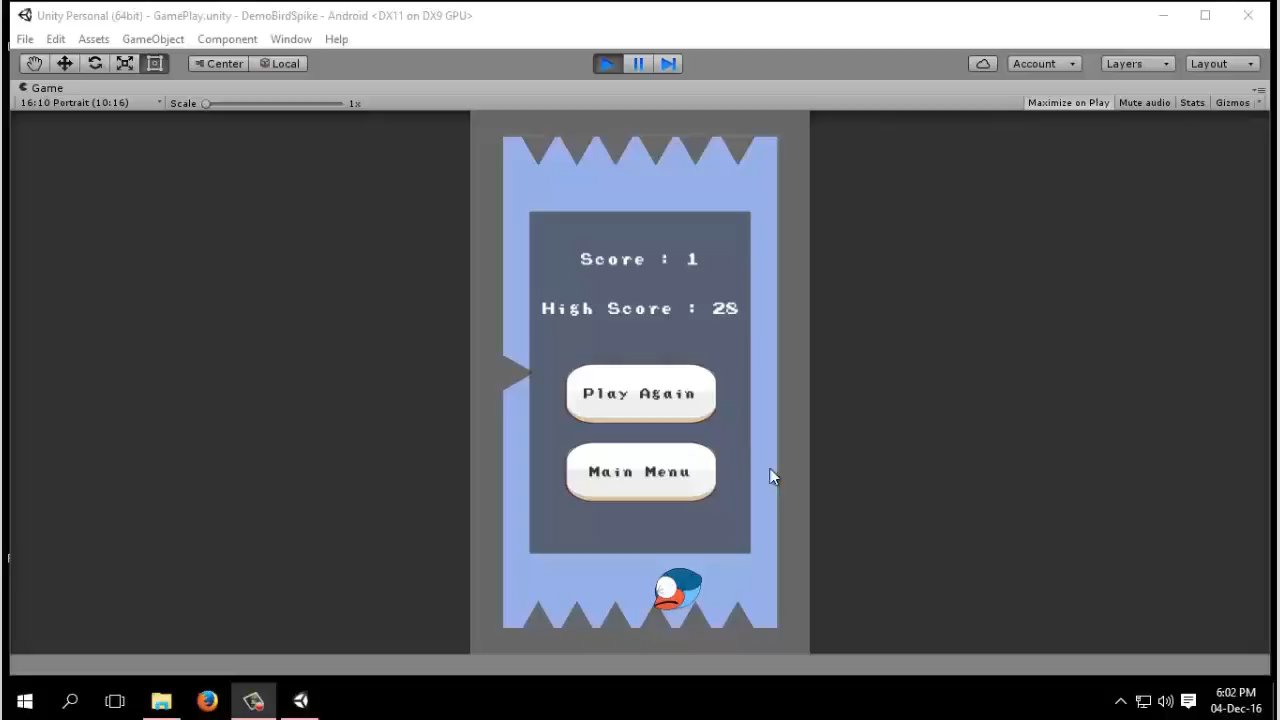 Unity Personal (64bit) - GamePlay.unity - DemoBirdSpike - Android <DX11 on DX9 GPU>
File Edit Assets GameObject Component Window Help
Center Local Account Layers Layout
Game
16:10 Portrait (10:16) Scale 1x Maximize on Play Mute audio Stats Gizmos
Score : 1
High Score : 28
Play Again
Main Menu
6:02 PM
04-Dec-16